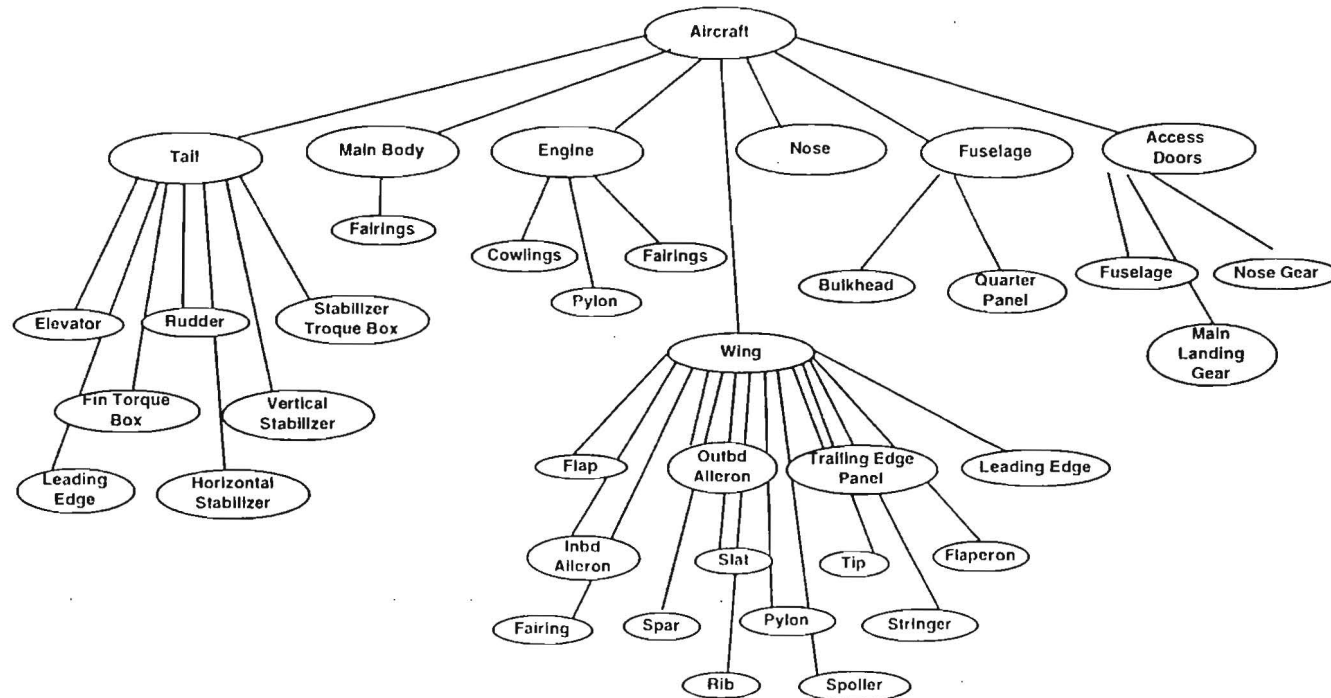 Aircraft
Tail
Main Body
Engine
Nose
Fuselage
Access
Doors
Fairings
Cowlings
Fairings
Pylon
Bulkhead
Quarter
Panel
Fuselage
Nose Gear
Main
Landing
Gear
Elevator
Rudder
Stabilizer
Troque Box
Fin Torque
Box
Vertical
Stabilizer
Leading
Edge
Horizontal
Stabilizer
Wing
Flap
Outbd
Aileron
Trailing Edge
Panel
Leading Edge
Inbd
Aileron
Slat
Tip
Flaperon
Fairing
Spar
Pylon
Stringer
Rib
Spoiler